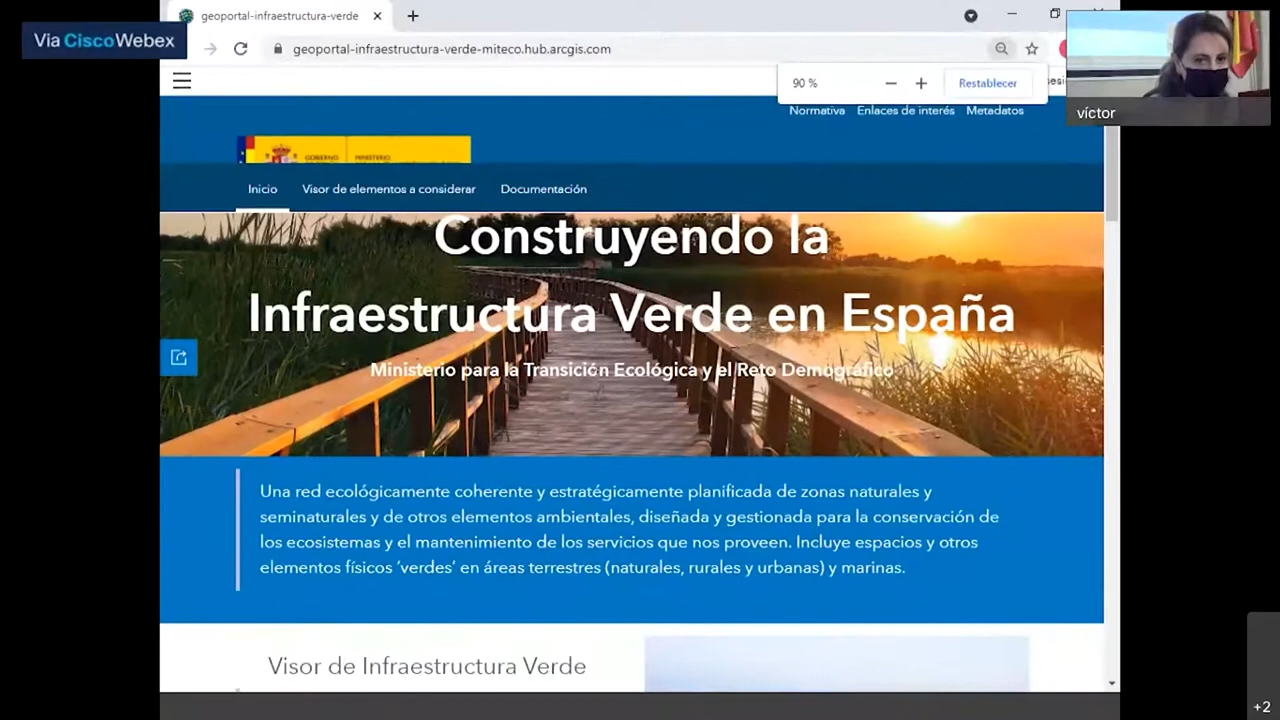 geoportal-infraestructura-verde
Via CiscoWebex
geoportal-infraestructura-verde-miteco.hub.arcgis.com
90 %
Restablecer
víctor
Normativa
Enlaces de interés
Metadatos
GOBIERNO
MINISTERIO
Inicio
Visor de elementos a considerar
Documentación
Construyendo la
Infraestructura Verde en España
Ministerio para la Transición Ecológica y el Reto Demográfico
Una red ecológicamente coherente y estratégicamente planificada de zonas naturales y
seminaturales y de otros elementos ambientales, diseñada y gestionada para la conservación de
los ecosistemas y el mantenimiento de los servicios que nos proveen. Incluye espacios y otros
elementos físicos ‘verdes’ en áreas terrestres (naturales, rurales y urbanas) y marinas.
Visor de Infraestructura Verde
+2